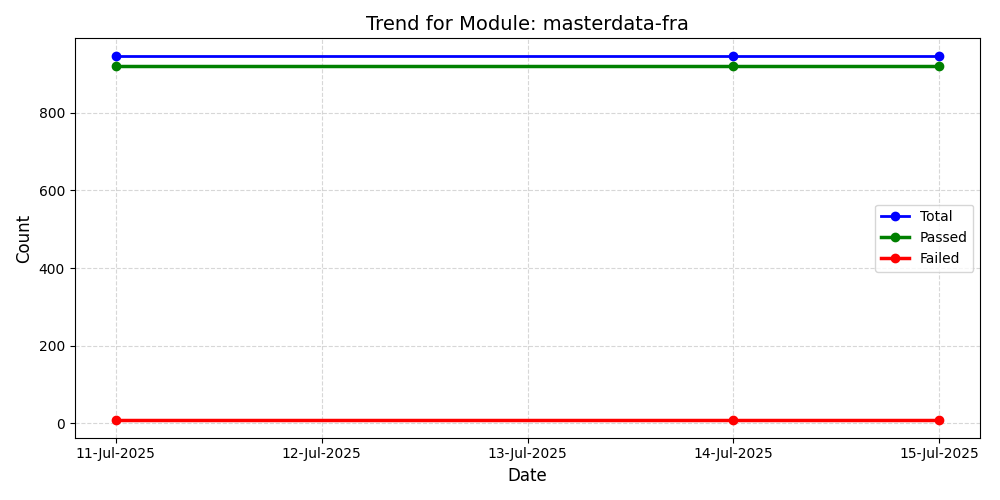 Trend for Module: masterdata-fra
Count
800
600
400
200
0
Total
Passed
Failed
11-Jul-2025
12-Jul-2025
13-Jul-2025
14-Jul-2025
15-Jul-2025
Date